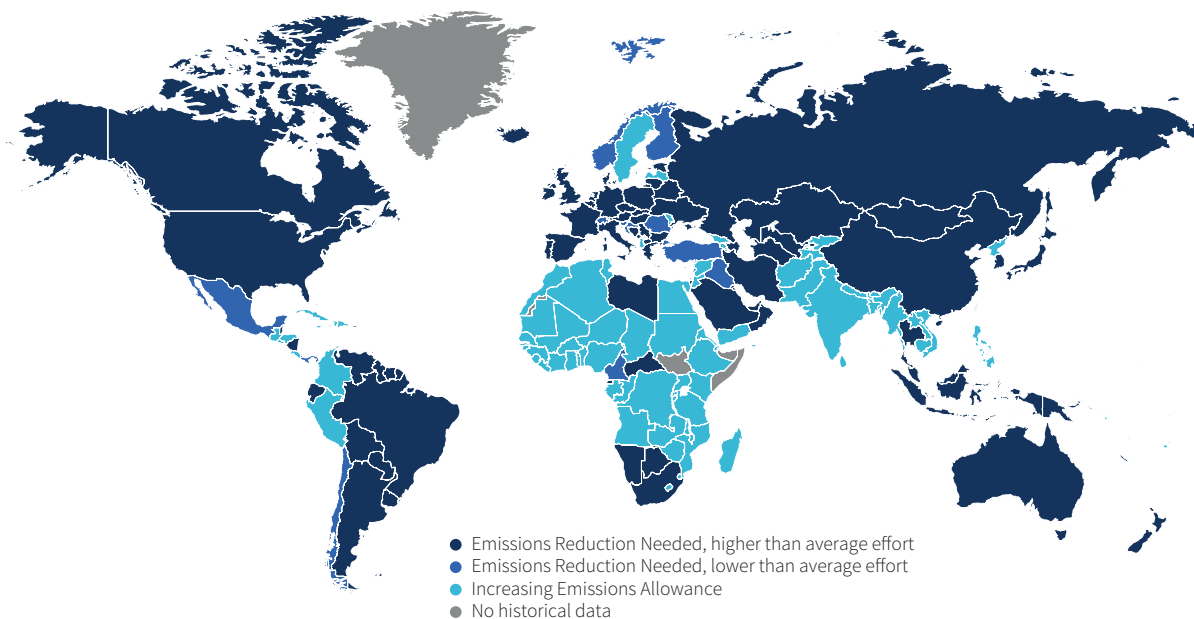 Emissions Reduction Needed, higher than average effort
Emissions Reduction Needed, lower than average effort
Increasing Emissions Allowance
No historical data